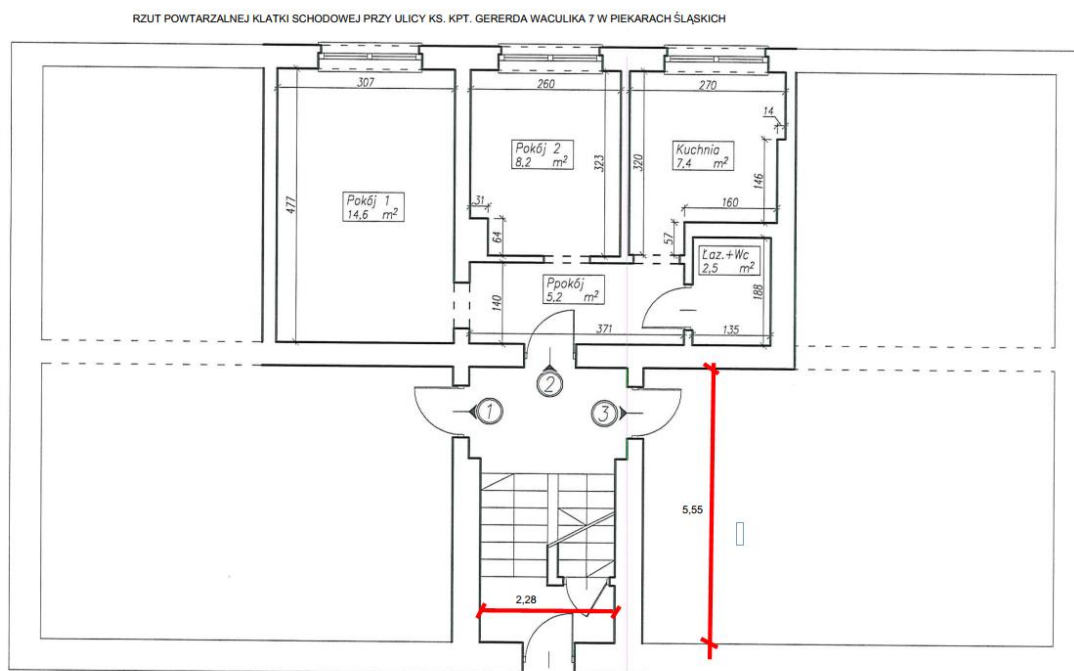 RZUT POWTARZALNEJ KLATKI SCHODOWEJ PRZY ULICY KS. KPT. GERERDA WACULIKA 7 W PIEKARACH ŚLĄSKICH
307
260
270
14
Pokój 2
8,2 m²
Kuchnia
7,4 m²
323
320
146
477
Pokój 1
14,6 m²
31
160
64
57
Łaz.+Wc
2,5 m²
Ppokój
5,2 m²
188
140
371
135
2
1
3
5,55
2,28